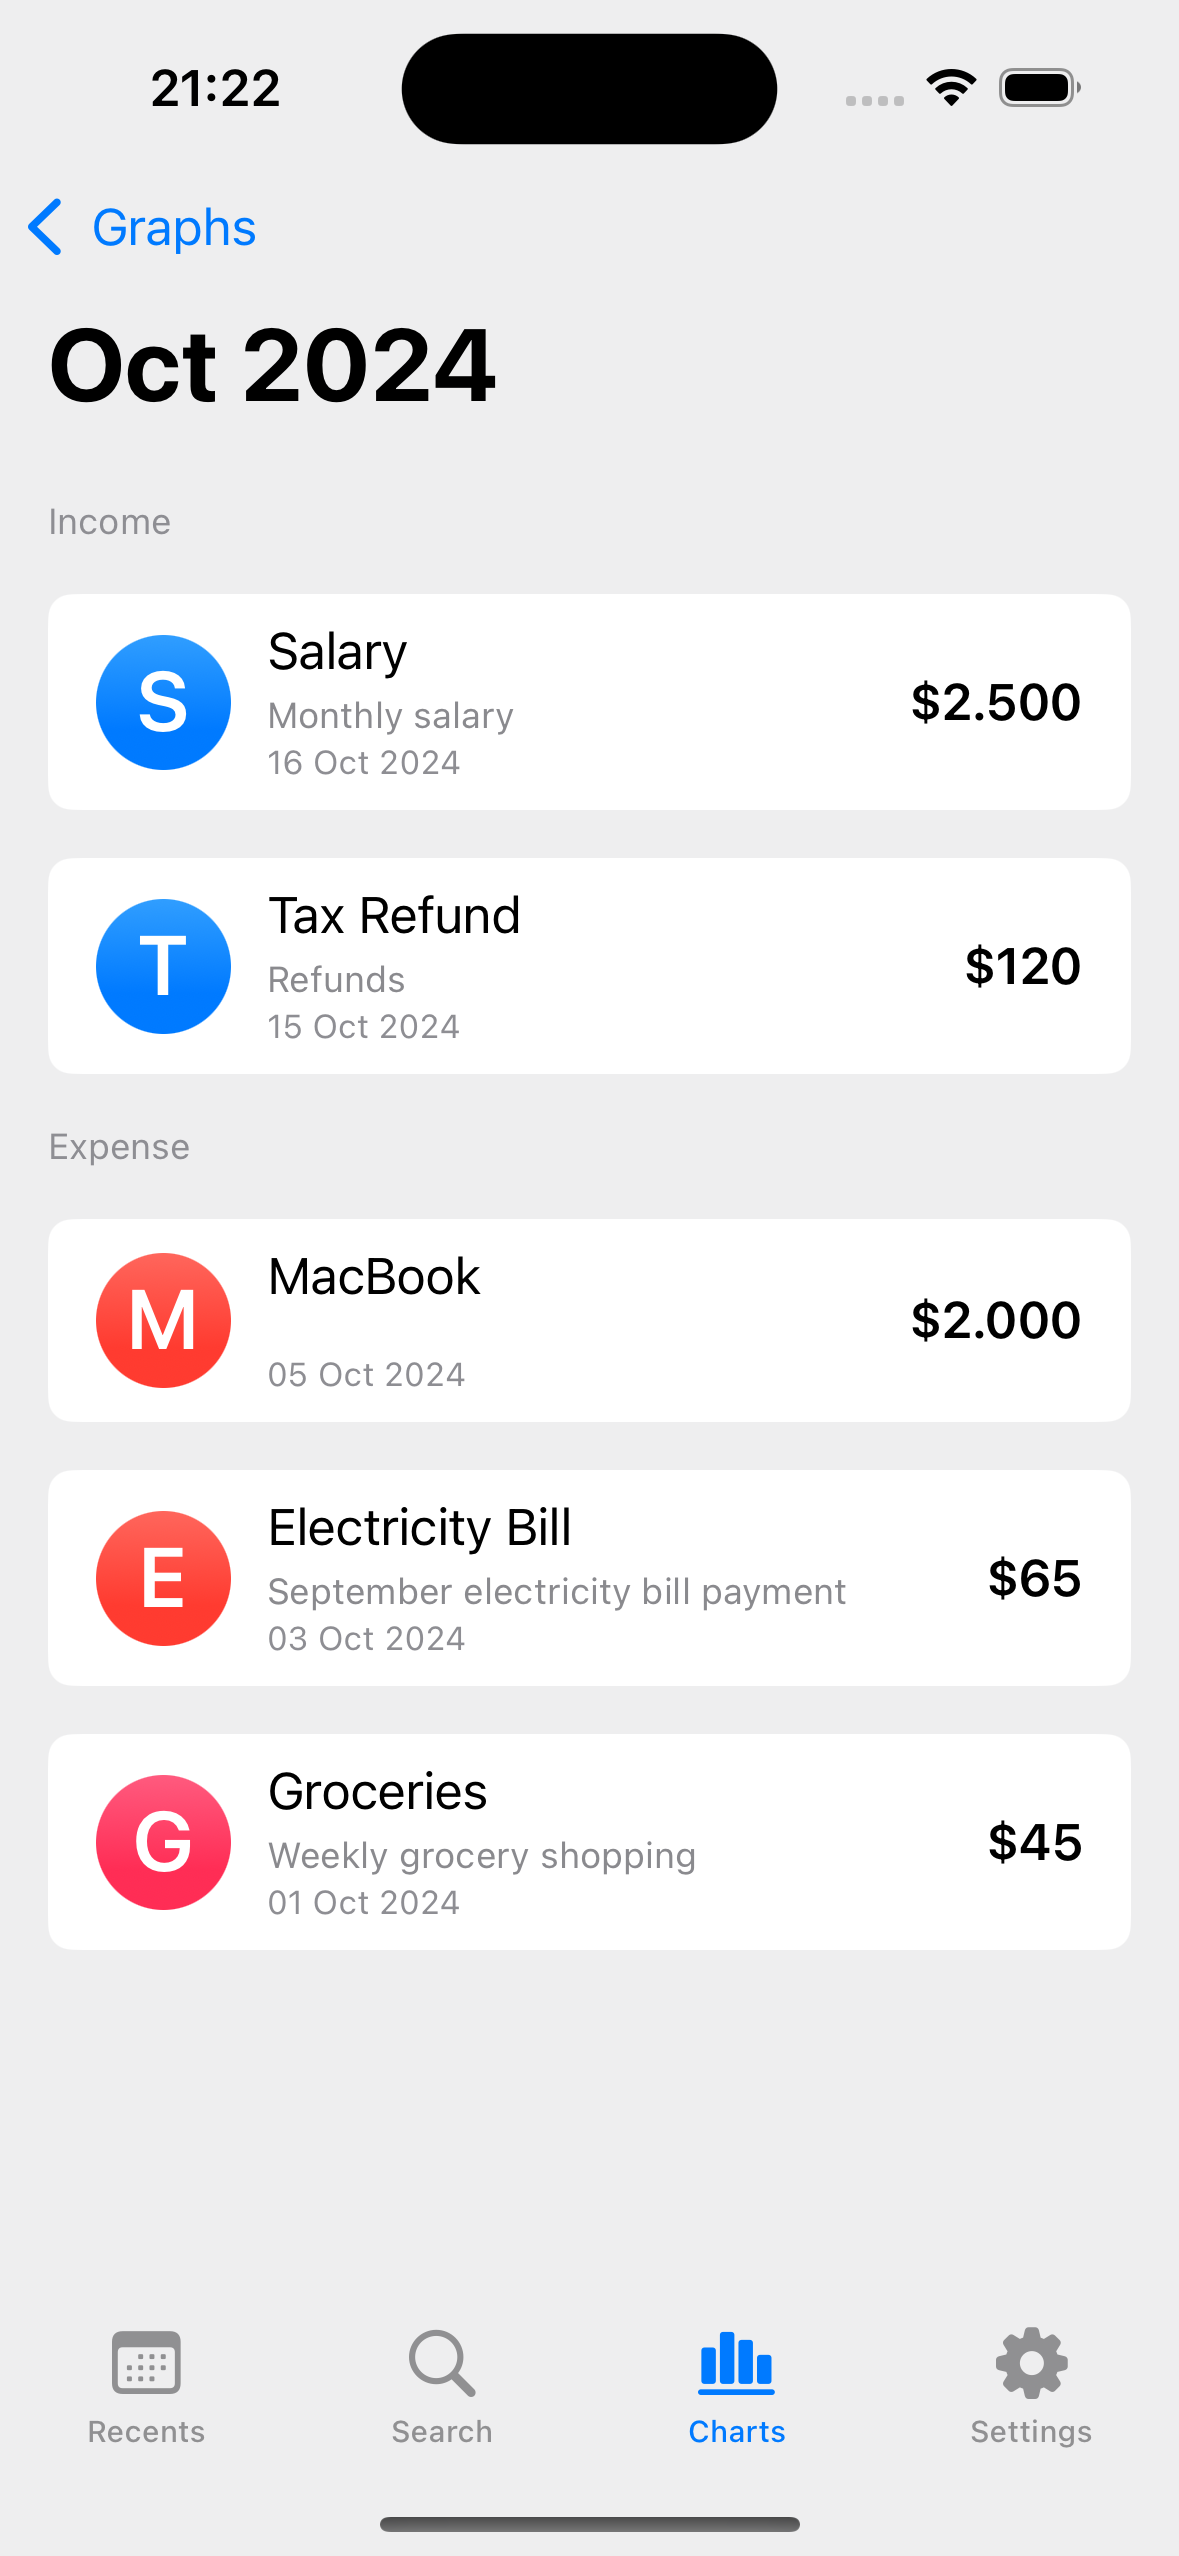 21:22
Graphs
Oct 2024
Income
S
Salary
Monthly salary
16 Oct 2024
$2.500
T
Tax Refund
Refunds
15 Oct 2024
$120
Expense
M
MacBook
05 Oct 2024
$2.000
E
Electricity Bill
September electricity bill payment
03 Oct 2024
$65
G
Groceries
Weekly grocery shopping
01 Oct 2024
$45
Recents
Search
Charts
Settings